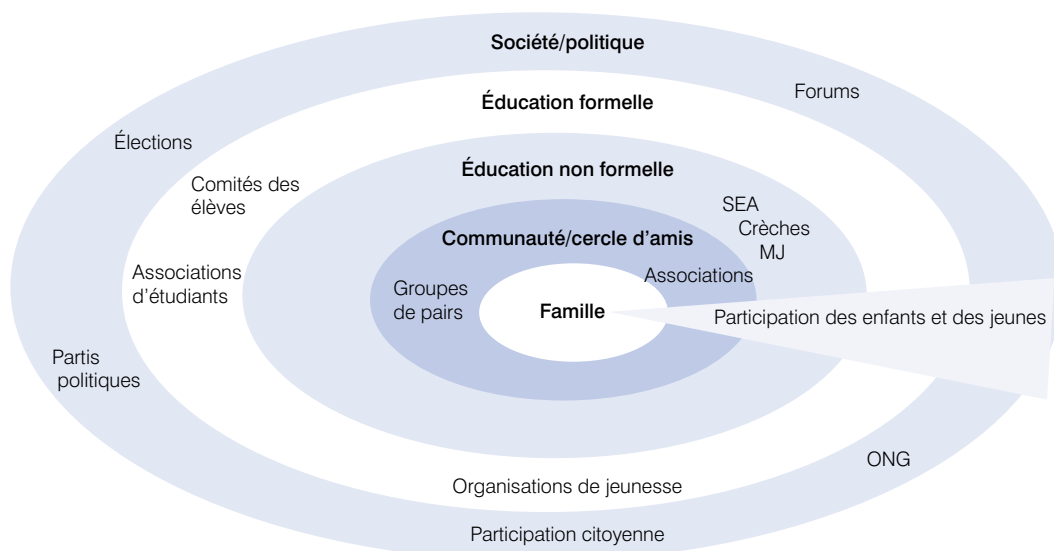 Société/politique
Forums
Éducation formelle
Élections
Éducation non formelle
Comités des
élèves
SEA
Crèches
MJ
Communauté/cercle d'amis
Associations
Associations
d'étudiants
Groupes
de pairs
Famille
Participation des enfants et des jeunes
Partis
politiques
ONG
Organisations de jeunesse
Participation citoyenne